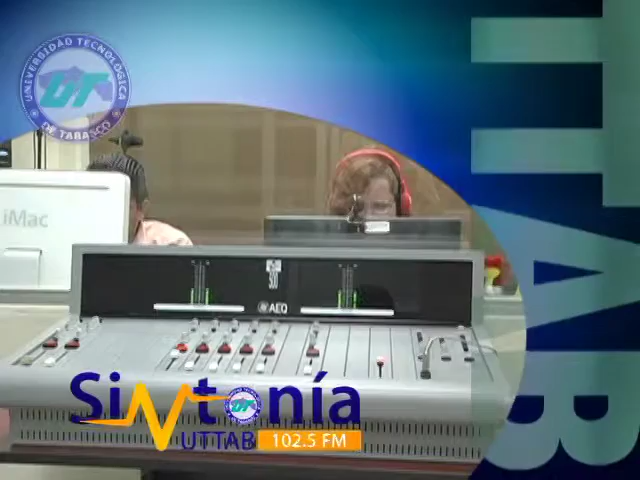 UNIVERSIDAD TECNOLÓGICA
UT
DE TABASCO
iMac
AEQ
Sintonía
UTTAB
102.5 FM
UTTAB